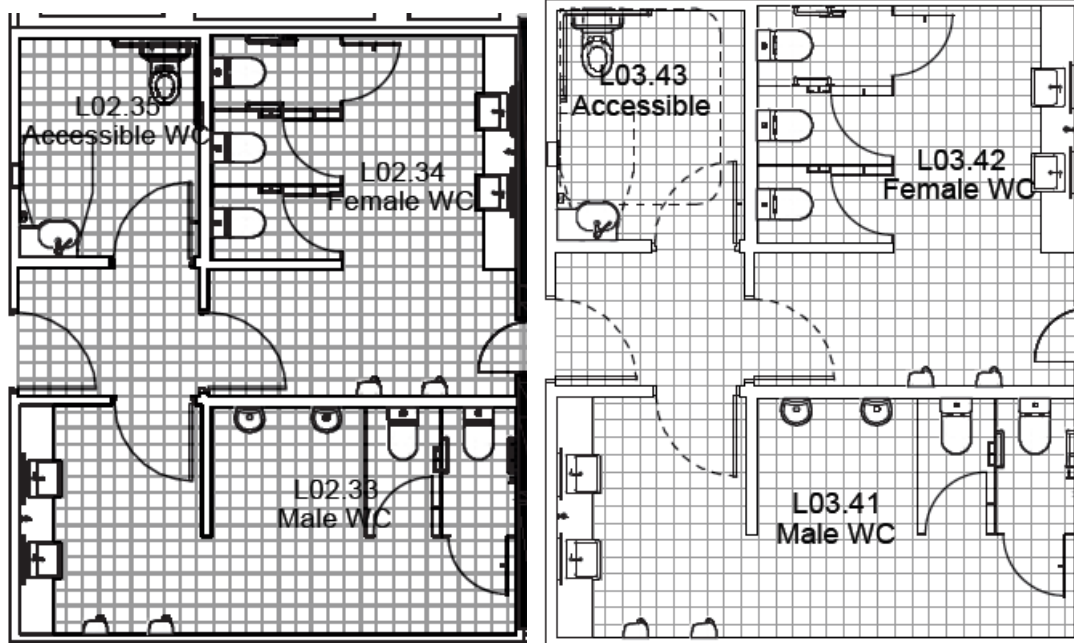 L02.35
Accessible WC
L02.34
Female WC
L02.33
Male WC
L03.43
Accessible
L03.42
Female WC
L03.41
Male WC